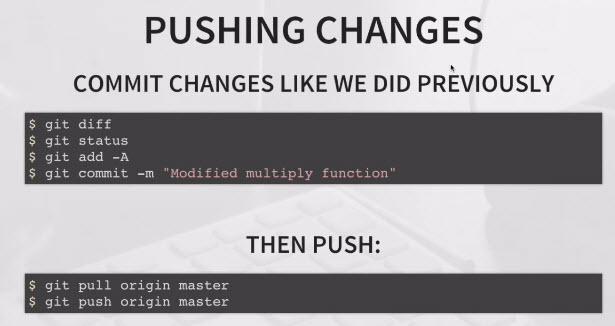 PUSHING CHANGES
COMMIT CHANGES LIKE WE DID PREVIOUSLY
$ git diff
$ git status
$ git add -A
$ git commit -m "Modified multiply function"
THEN PUSH:
$ git pull origin master
$ git push origin master